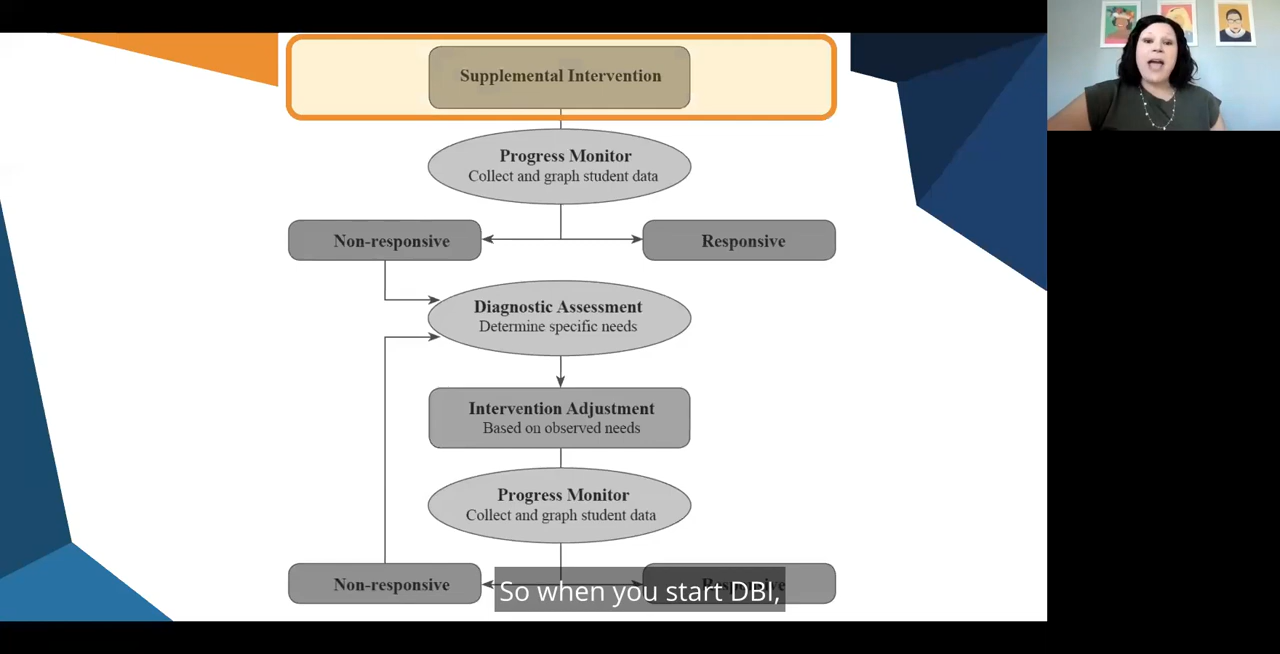 Supplemental Intervention
Progress Monitor
Collect and graph student data
Non-responsive
Responsive
Diagnostic Assessment
Determine specific needs
Intervention Adjustment
Based on observed needs
Progress Monitor
Collect and graph student data
Non-responsive
Responsive
So when you start DBI,